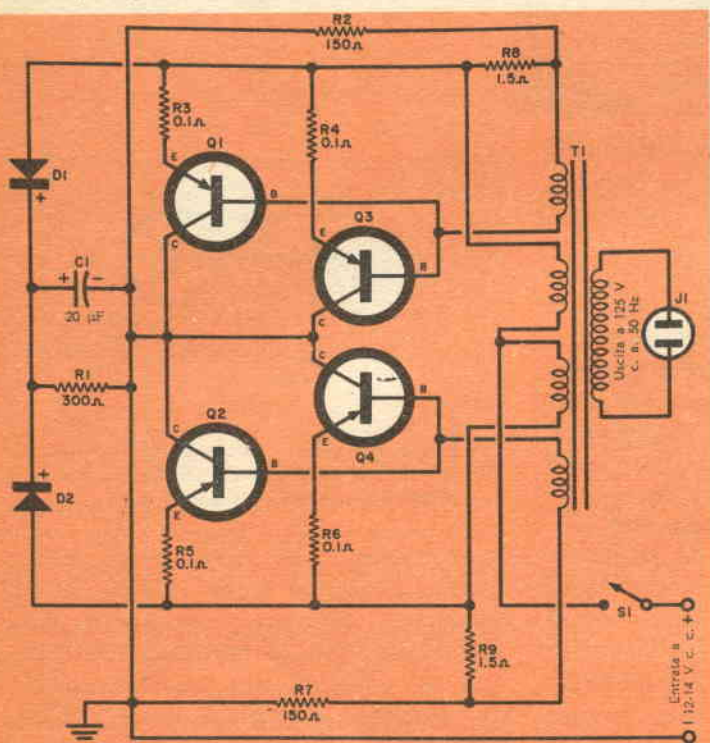 R2
150Ω
R8
1.5Ω
R3
0.1Ω
R4
0.1Ω
T1
D1
+
Q1
E
B
C
Q3
E
B
C
C1
+ -
20 µF
J1
Uscita a 125 V
c. a. 50 Hz
R1
300Ω
C
Q2
B
E
C
B
E
Q4
+
D2
R5
0.1Ω
R6
0.1Ω
S1
+
Entrata a
12-14 V c. c.
-
R9
1.5Ω
R7
150Ω